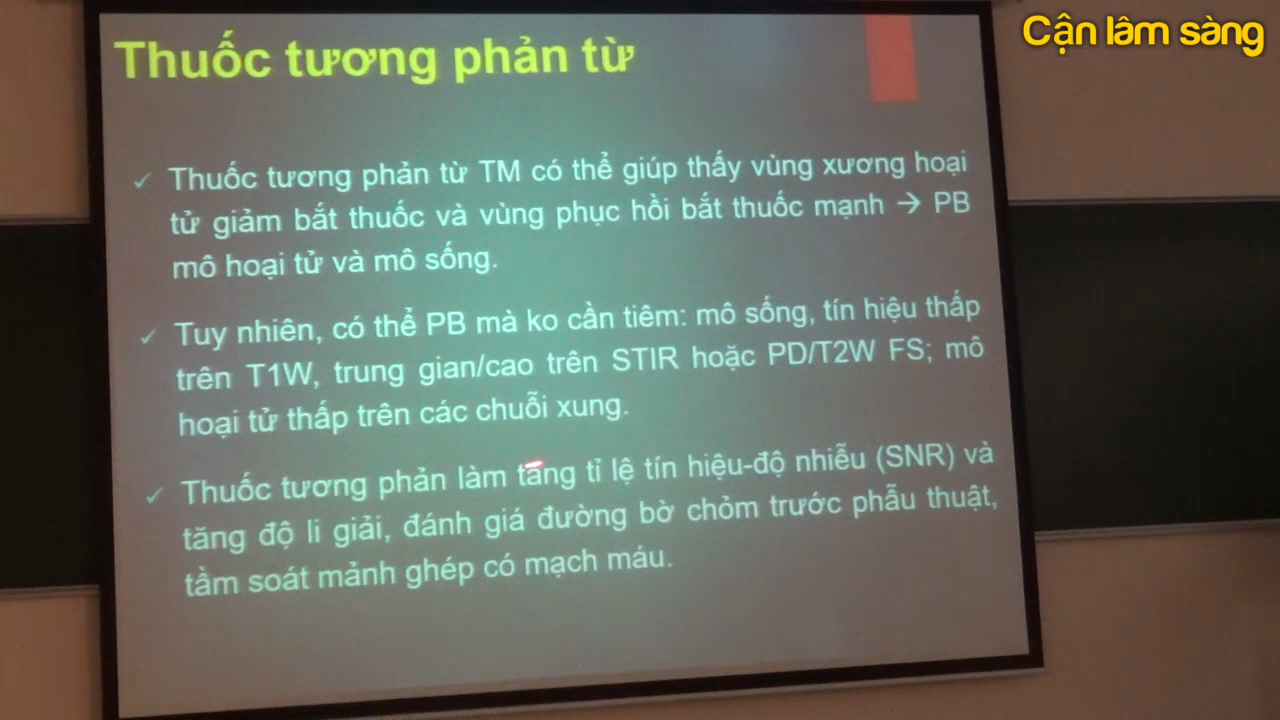 Cận lâm sàng
Thuốc tương phản từ
✓ Thuốc tương phản từ TM có thể giúp thấy vùng xương hoại
tử giảm bắt thuốc và vùng phục hồi bắt thuốc mạnh → PB
mô hoại tử và mô sống.
✓ Tuy nhiên, có thể PB mà ko cần tiêm: mô sống, tín hiệu thấp
trên T1W, trung gian/cao trên STIR hoặc PD/T2W FS; mô
hoại tử thấp trên các chuỗi xung.
✓ Thuốc tương phản làm tăng tỉ lệ tín hiệu-độ nhiễu (SNR) và
tăng độ li giải, đánh giá đường bờ chỏm trước phẫu thuật,
tầm soát mảnh ghép có mạch máu.